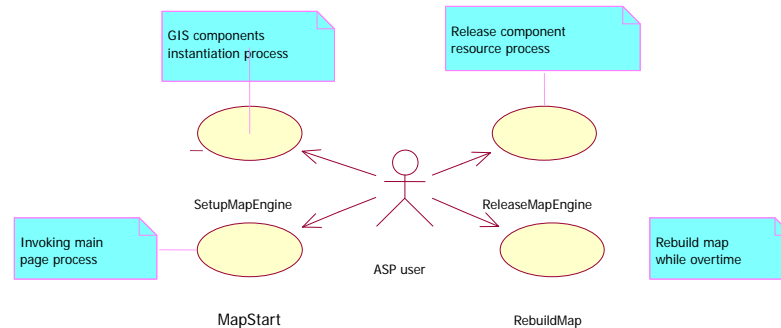 GIS components
instantiation process
Release component
resource process
SetupMapEngine
ReleaseMapEngine
Invoking main
page process
Rebuild map
while overtime
ASP user
MapStart
RebuildMap